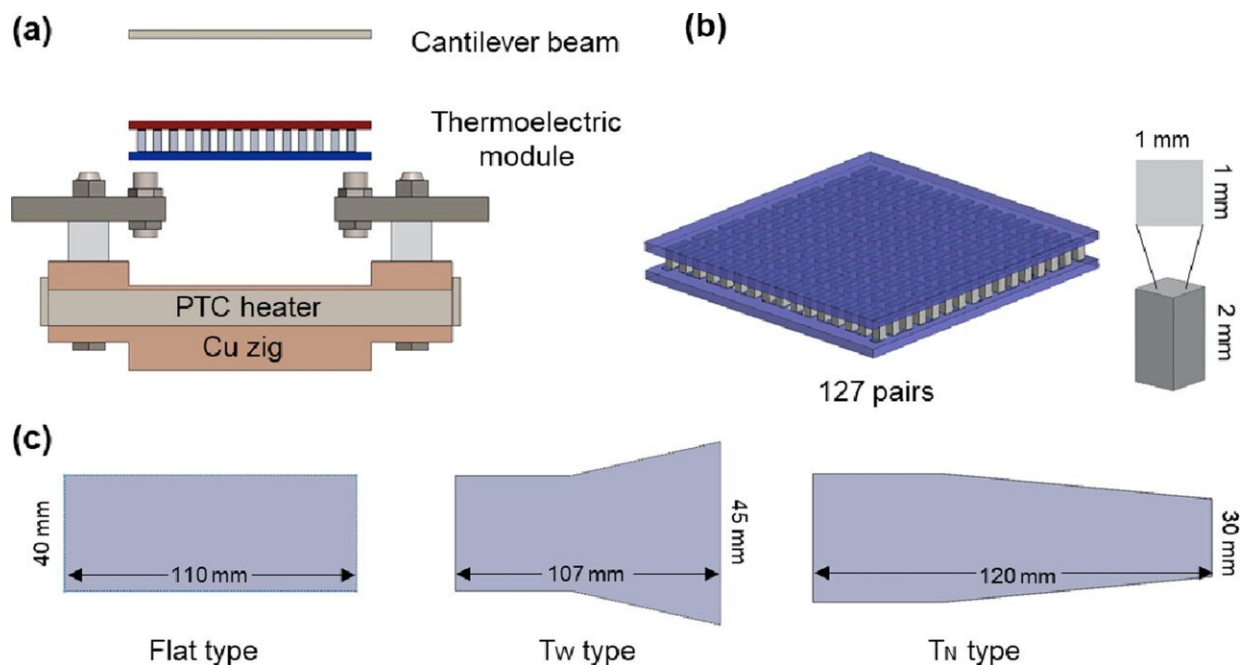 (a)
Cantilever beam
Thermoelectric
module
PTC heater
Cu zig
(b)
1 mm
1 mm
2 mm
127 pairs
(c)
40 mm
110 mm
Flat type
107 mm
45 mm
Tw type
120 mm
30 mm
TN type